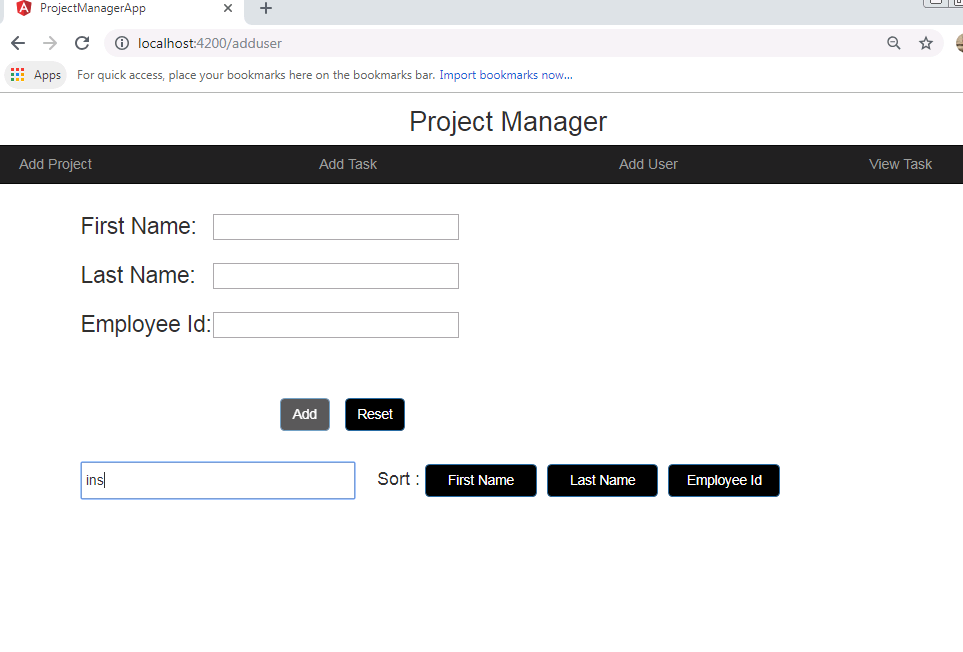 ProjectManagerApp
localhost:4200/adduser
Apps For quick access, place your bookmarks here on the bookmarks bar. Import bookmarks now...
Project Manager
Add Project Add Task Add User View Task
First Name:
Last Name:
Employee Id:
Add Reset
ins Sort : First Name Last Name Employee Id